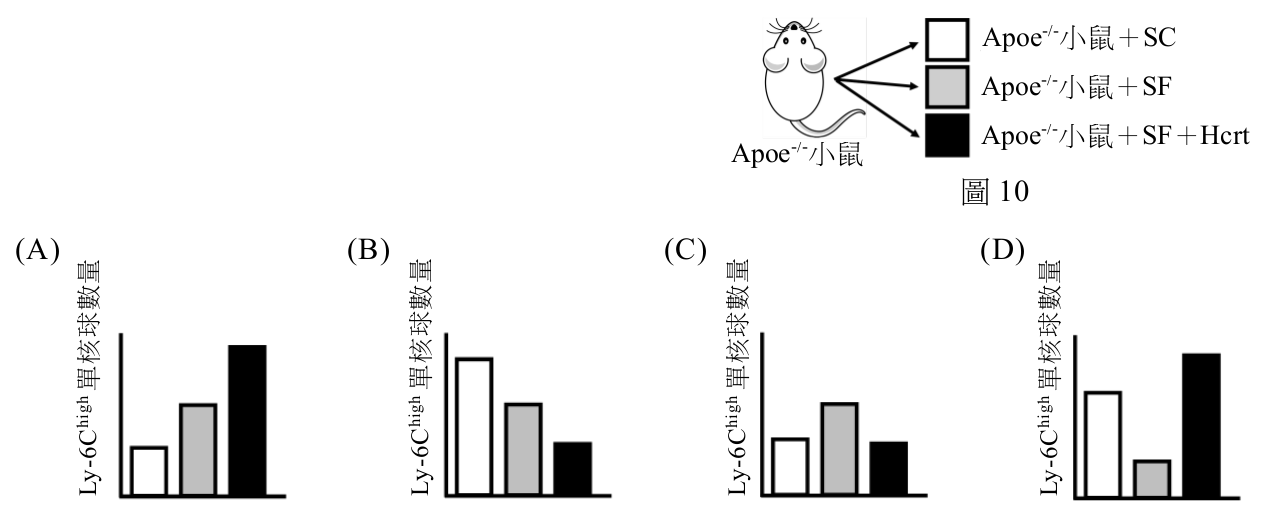 Apoe-/-小鼠+SC
Apoe-/-小鼠+SF
Apoe-/-小鼠+SF+Hcrt
Apoe-/-小鼠
圖 10
(A)
Ly-6Chigh 單核球數量
(B)
Ly-6Chigh 單核球數量
(C)
Ly-6Chigh 單核球數量
(D)
Ly-6Chigh 單核球數量